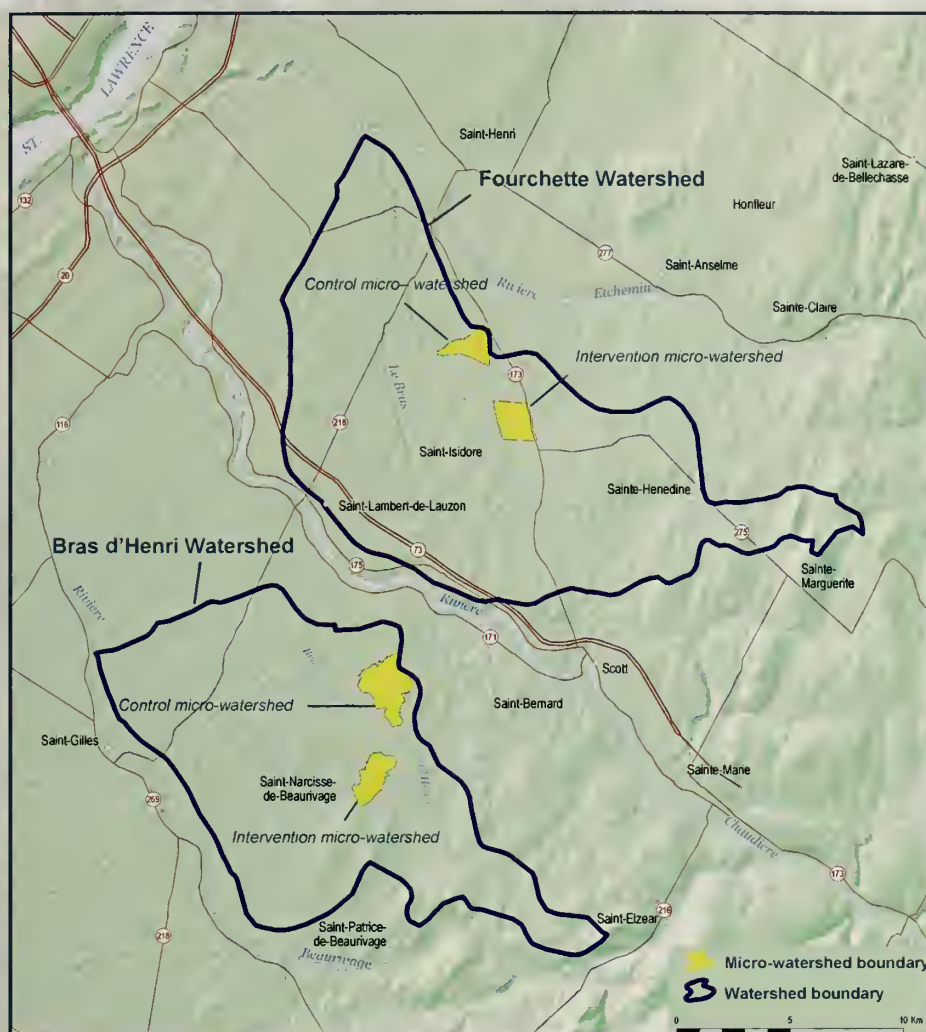 ST. LAWRENCE
Saint-Henri
Fourchette Watershed
Saint-Lazare-
de-Bellechasse
132
Honfleur
277
Saint-Anselme
20
Control micro- watershed
Rivière Etchemin
Sainte-Claire
Intervention micro-watershed
173
Le Bras
116
218
Saint-Isidore
Sainte-Henedine
Saint-Lambert-de-Lauzon
275
Bras d'Henri Watershed
73
175
Sainte-
Marguerite
Rivière
Rivière
171
Scott
Control micro-watershed
Saint-Bernard
Saint-Gilles
Sainte Marie
Saint-Narcisse-
de-Beaurivage
269
Intervention micro-watershed
Chaudière
173
Saint-Elzear
216
Saint-Patrice-
de-Beaurivage
218
Beaurivage
Micro-watershed boundary
Watershed boundary
0 5 10 Km